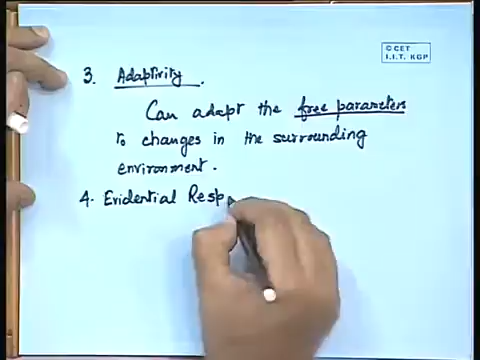 © CET
I.I.T. KGP
3. Adaptivity.
Can adapt the free parameters
to changes in the surrounding
environment.
4. Evidential Resp